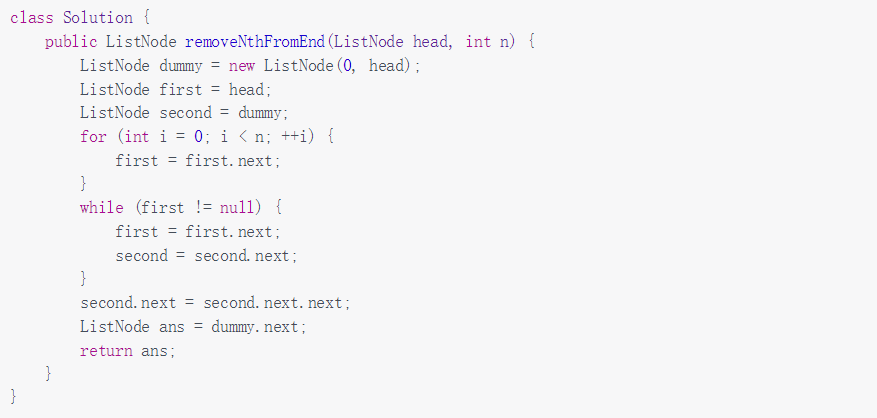 class Solution {
    public ListNode removeNthFromEnd(ListNode head, int n) {
        ListNode dummy = new ListNode(0, head);
        ListNode first = head;
        ListNode second = dummy;
        for (int i = 0; i < n; ++i) {
            first = first.next;
        }
        while (first != null) {
            first = first.next;
            second = second.next;
        }
        second.next = second.next.next;
        ListNode ans = dummy.next;
        return ans;
    }
}